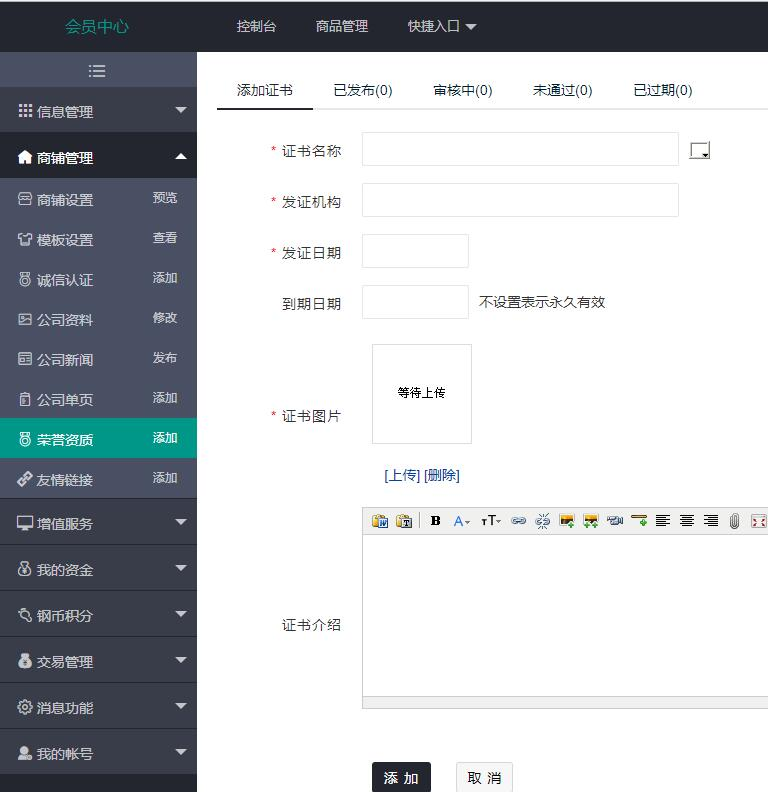 会员中心 控制台 商品管理 快捷入口
信息管理
商铺管理
商铺设置 预览
模板设置 查看
诚信认证 添加
公司资料 修改
公司新闻 发布
公司单页 添加
荣誉资质 添加
友情链接 添加
增值服务
我的资金
钢币积分
交易管理
消息功能
我的帐号
添加证书 已发布(0) 审核中(0) 未通过(0) 已过期(0)
* 证书名称
* 发证机构
* 发证日期
到期日期 不设置表示永久有效
等待上传
* 证书图片
[上传] [删除]
B A TT
证书介绍
添 加 取 消